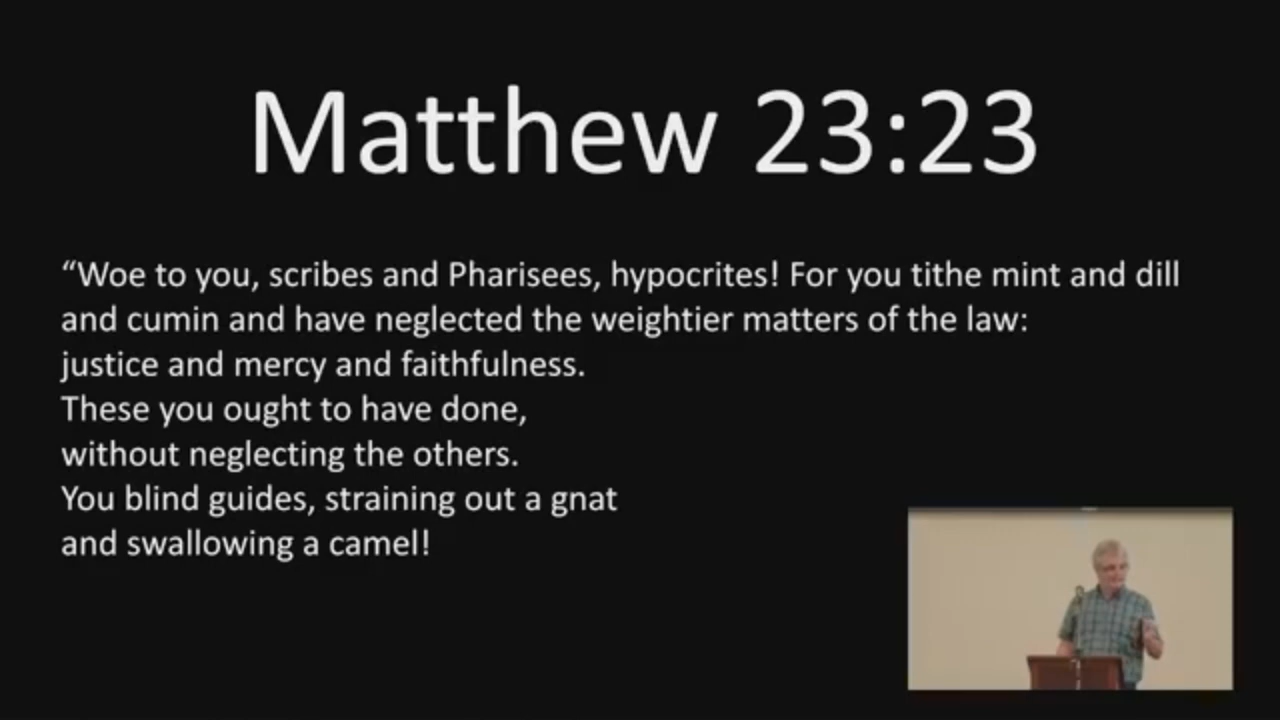 Matthew 23:23
“Woe to you, scribes and Pharisees, hypocrites! For you tithe mint and dill
and cumin and have neglected the weightier matters of the law:
justice and mercy and faithfulness.
These you ought to have done,
without neglecting the others.
You blind guides, straining out a gnat
and swallowing a camel!